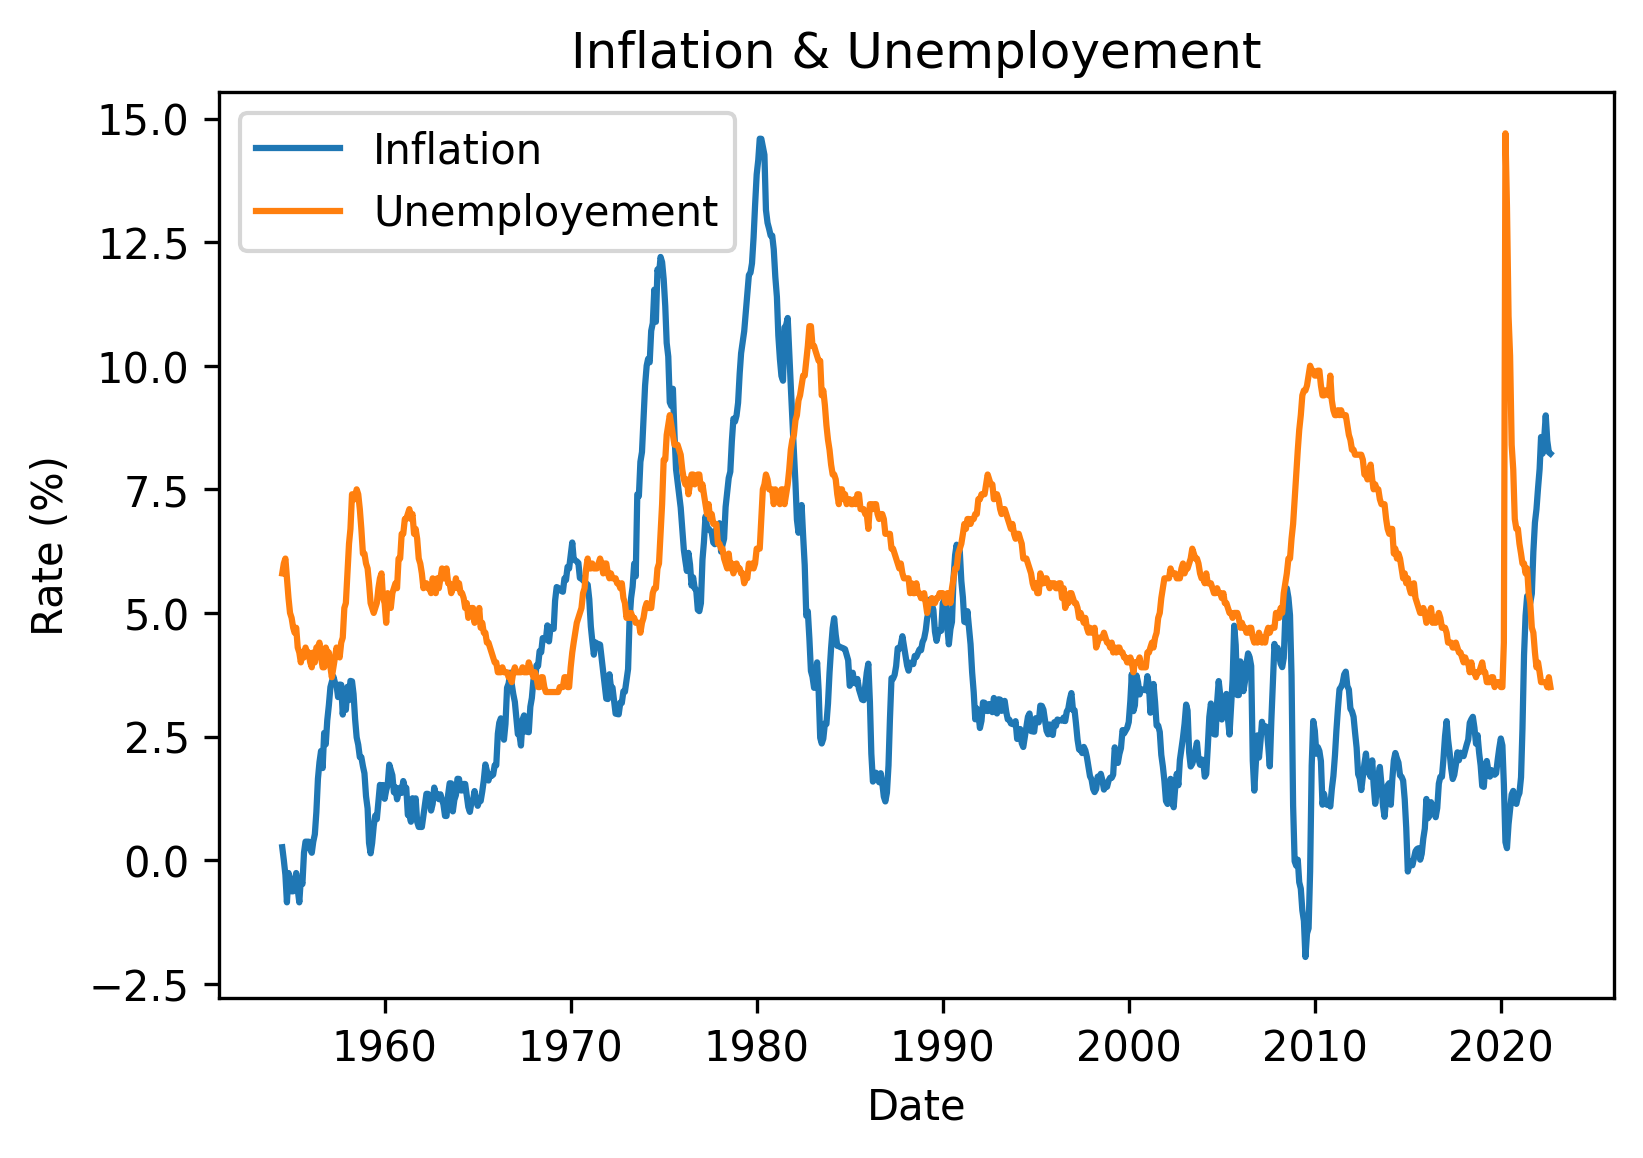 Inflation & Unemployement
Inflation
Unemployement
15.0
12.5
10.0
7.5
5.0
2.5
0.0
−2.5
Rate (%)
1960 1970 1980 1990 2000 2010 2020
Date